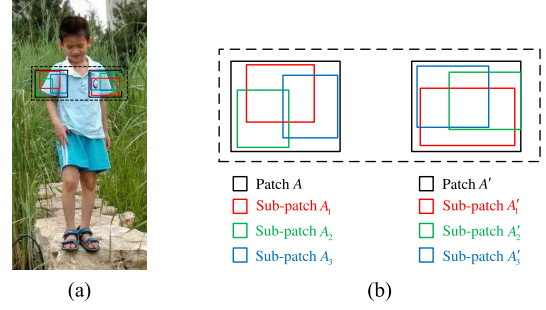 Patch A
Patch A′
Sub-patch A₁
Sub-patch A′₁
Sub-patch A₂
Sub-patch A′₂
Sub-patch A₃
Sub-patch A′₃
(a)
(b)